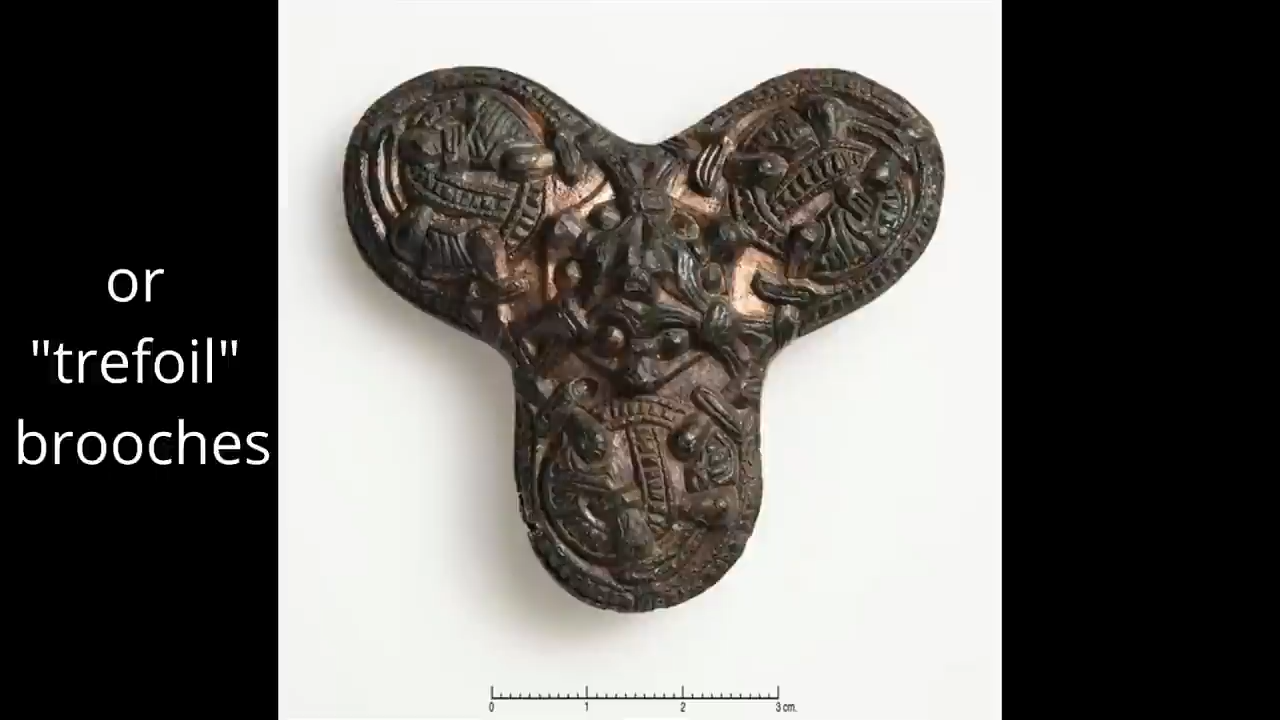 or
"trefoil"
brooches
0 1 2 3 cm.